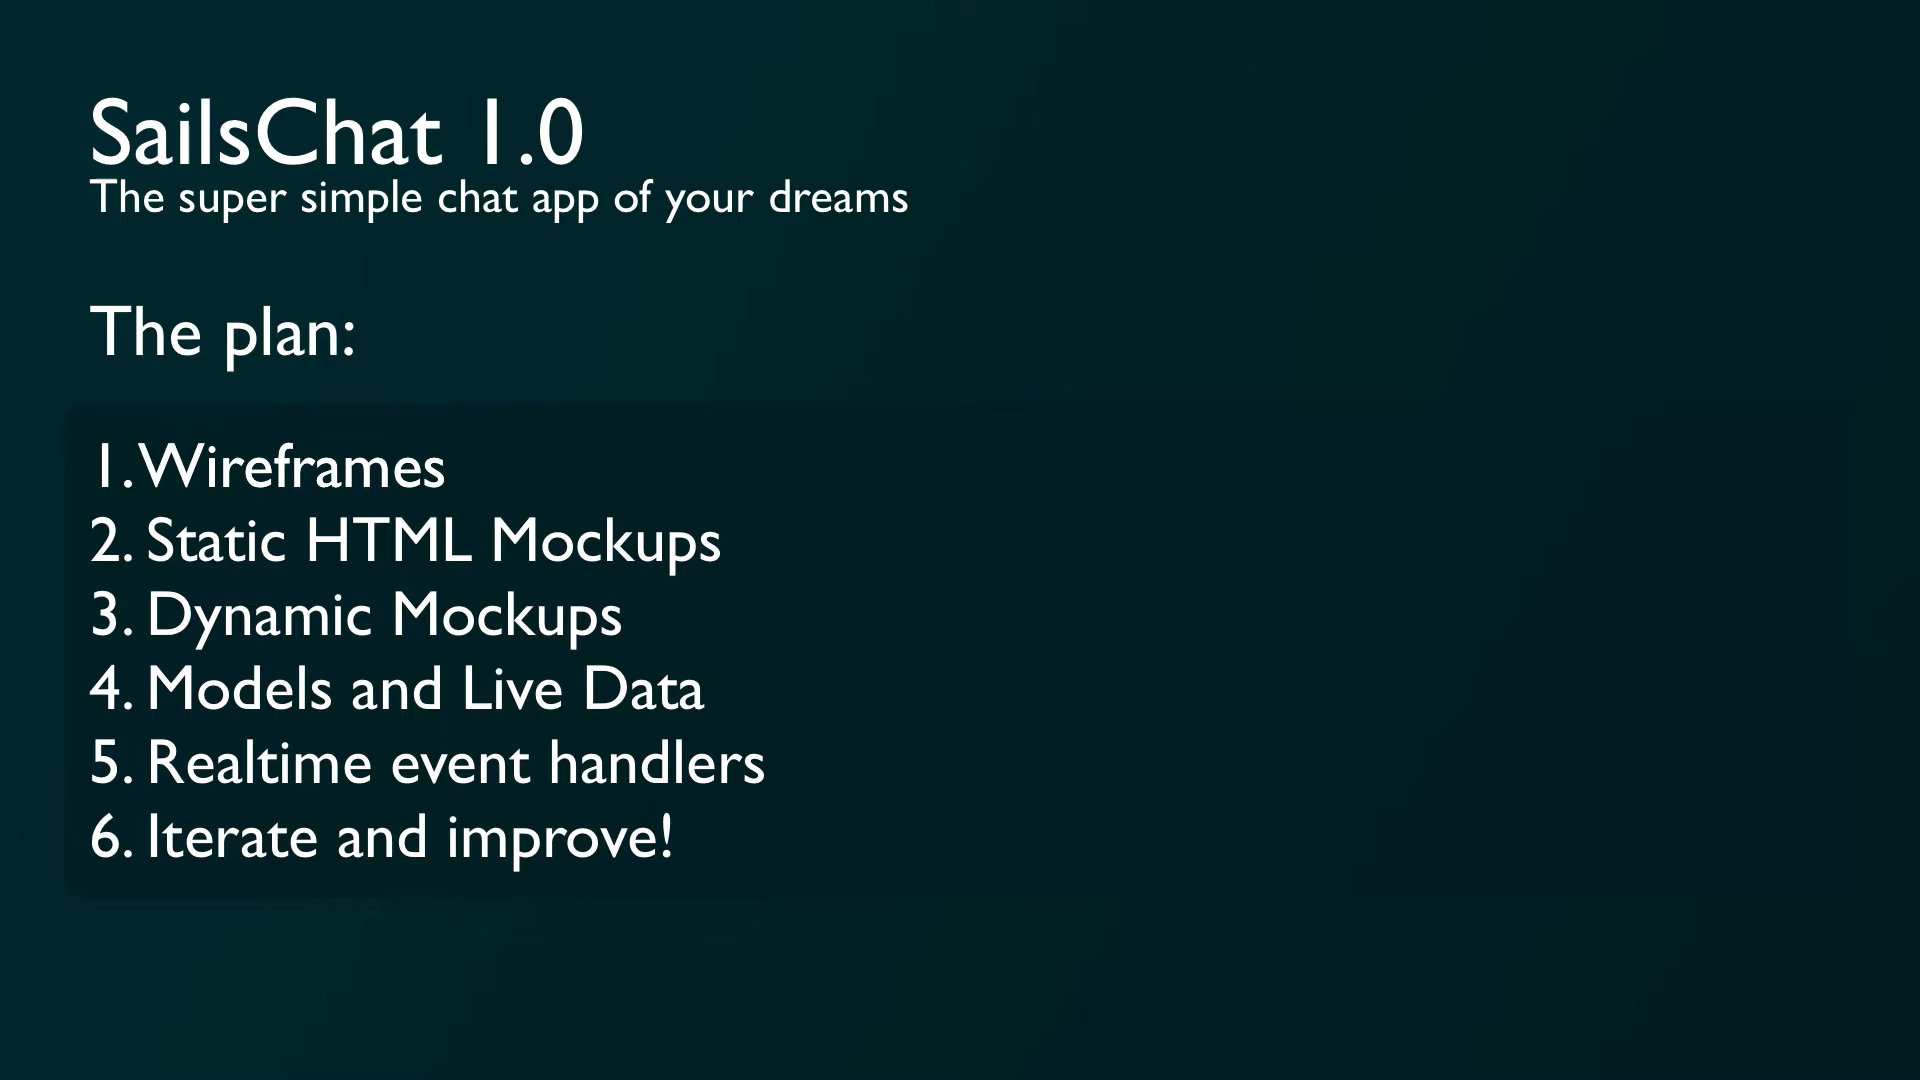 SailsChat 1.0
The super simple chat app of your dreams
The plan:
1. Wireframes
2. Static HTML Mockups
3. Dynamic Mockups
4. Models and Live Data
5. Realtime event handlers
6. Iterate and improve!